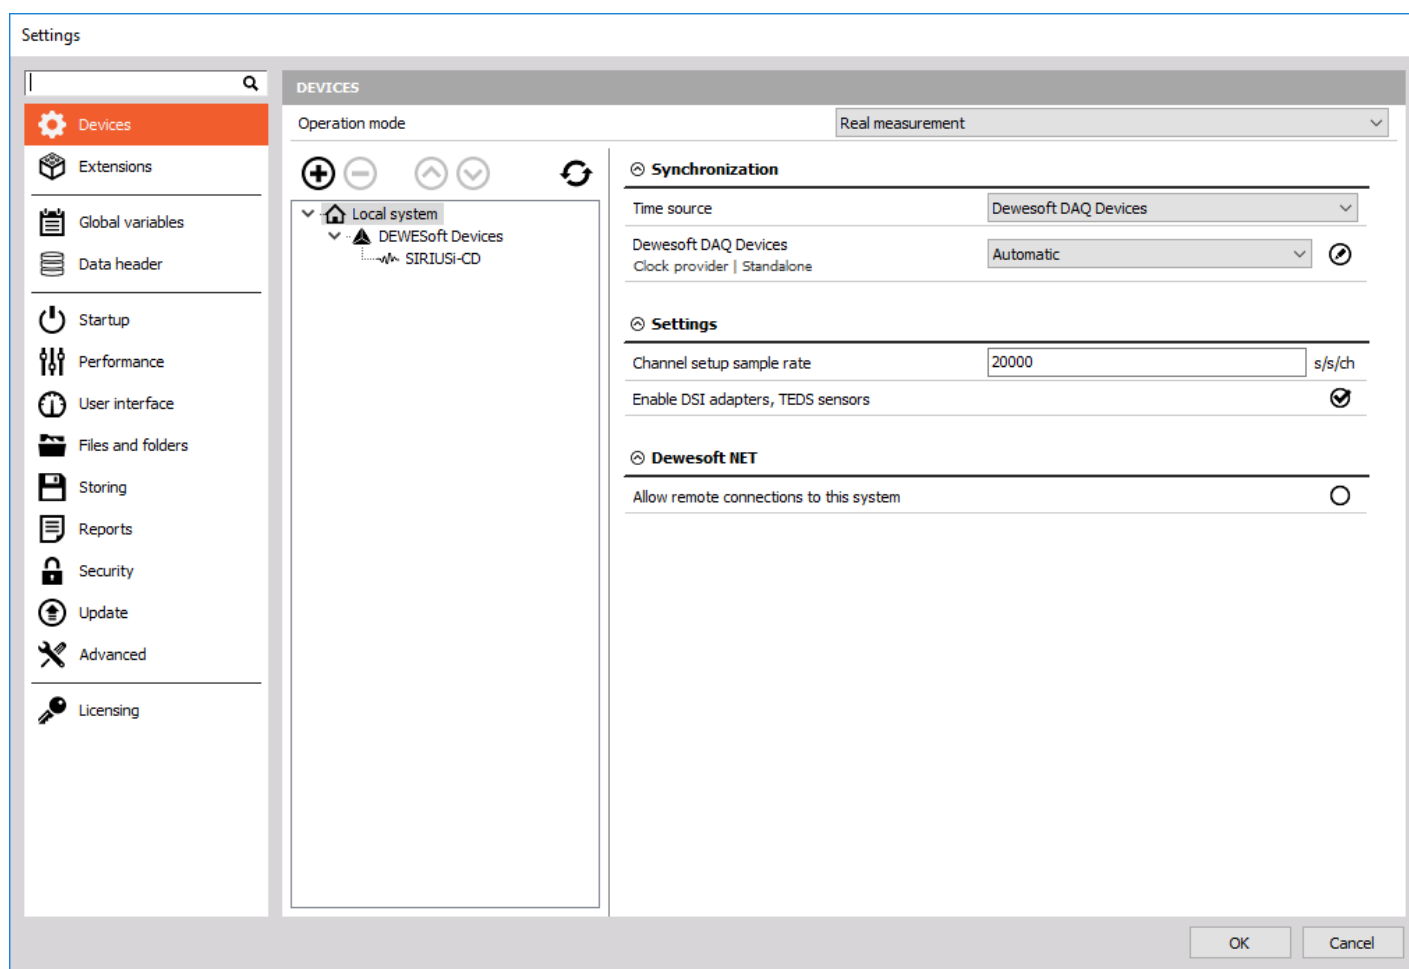 Settings
DEVICES
Devices
Operation mode
Real measurement
Extensions
Global variables
Data header
Startup
Performance
User interface
Files and folders
Storing
Reports
Security
Update
Advanced
Licensing
Local system
DEWESoft Devices
SIRIUSi-CD
Synchronization
Time source
Dewesoft DAQ Devices
Dewesoft DAQ Devices
Clock provider | Standalone
Automatic
Settings
Channel setup sample rate
20000
s/s/ch
Enable DSI adapters, TEDS sensors
Dewesoft NET
Allow remote connections to this system
OK
Cancel